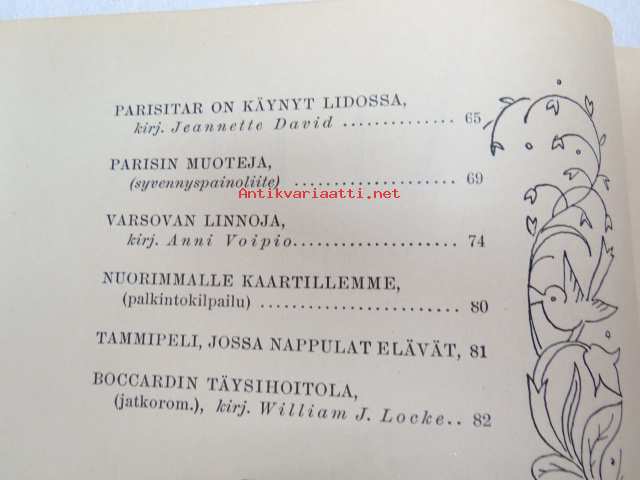 PARISITAR ON KÄYNYT LIDOSSA,
kirj. Jeannette David .............. 65
PARISIN MUOTEJA,
(syvennyspainoliite) .................... 69
Antikvariaatti.net
VARSOVAN LINNOJA,
kirj. Anni Voipio.................... 74
NUORIMMALLE KAARTILLEMME,
(palkintokilpailu) ........................ 80
TAMMIPELI, JOSSA NAPPULAT ELÄVÄT, 81
BOCCARDIN TÄYSIHOITOLA,
(jatkorom.), kirj. William J. Locke.. 82